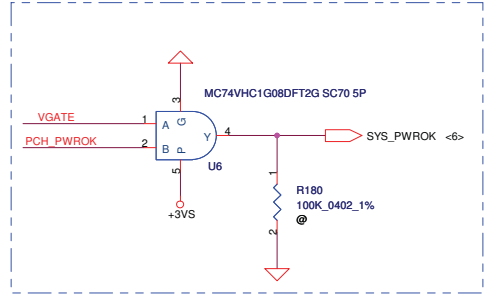 MC74VHC1G08DFT2G SC70 5P
3
G
VGATE 1 A
Y 4 SYS_PWROK <6>
PCH_PWROK 2 B
P
U6
5
+3VS
1
R180
100K_0402_1%
@
2